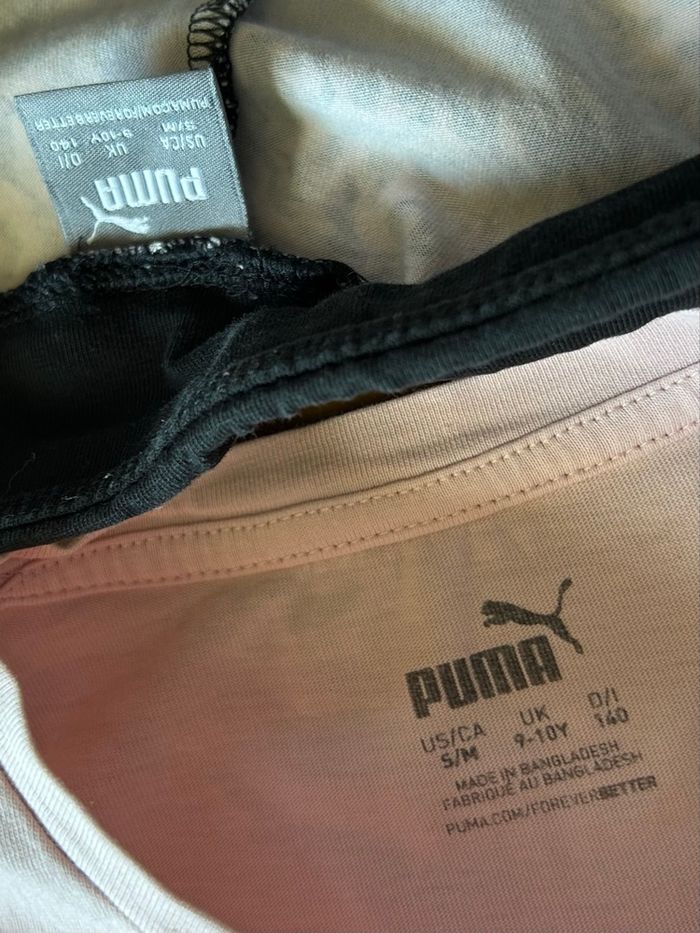 PUMA
US/CA UK D/I
S/M 9-10Y 140
PUMA.COM/FOREVERBETTER
PUMA
US/CA UK D/I
S/M 9-10Y 140
MADE IN BANGLADESH
FABRIQUÉ AU BANGLADESH
PUMA.COM/FOREVERBETTER